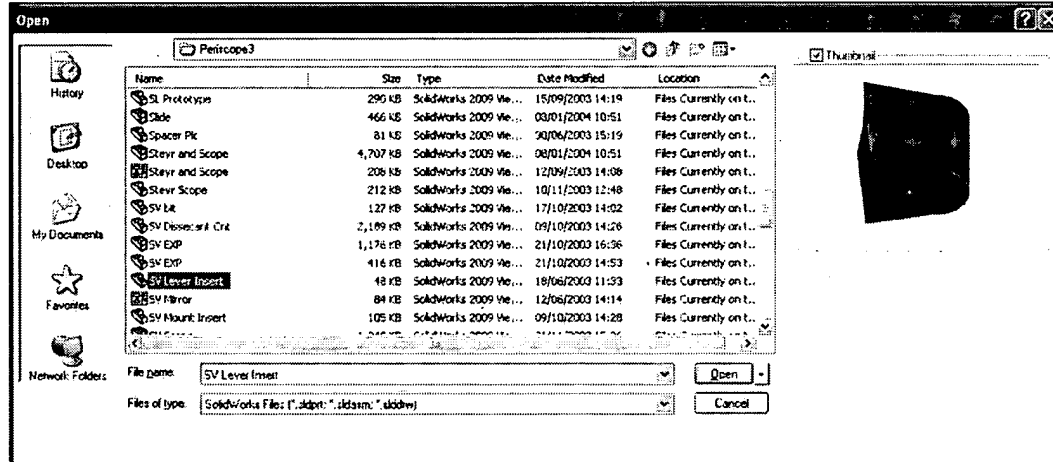 Open
Periscope3
Thumbnail
History
Desktop
My Documents
Favorites
Network Folders
Name Size Type Date Modified Location
SL Prototype 290 KB SolidWorks 2009 Vie... 15/09/2003 14:19 Files Currently on t..
Slide 466 KB SolidWorks 2009 Vie... 08/01/2004 10:51 Files Currently on t..
Spacer Plc 81 KB SolidWorks 2009 Vie... 30/06/2003 15:19 Files Currently on t..
Steyr and Scope 4,707 KB SolidWorks 2009 Vie... 08/01/2004 10:51 Files Currently on t..
Steyr and Scope 208 KB SolidWorks 2009 Vie... 12/09/2003 14:08 Files Currently on t..
Steyr Scope 212 KB SolidWorks 2009 Vie... 10/11/2003 12:48 Files Currently on t..
SV bit 127 KB SolidWorks 2009 Vie... 17/10/2003 14:02 Files Currently on t..
SV Dissecant Cnt 2,189 KB SolidWorks 2009 Vie... 09/10/2003 14:26 Files Currently on t..
SV EXP 1,176 KB SolidWorks 2009 Vie... 21/10/2003 16:36 Files Currently on t..
SV EXP 416 KB SolidWorks 2009 Vie... 21/10/2003 14:53 Files Currently on t..
SV Lever Insert 48 KB SolidWorks 2009 Vie... 18/06/2003 11:33 Files Currently on t..
SV Mirror 84 KB SolidWorks 2009 Vie... 12/06/2003 14:14 Files Currently on t..
SV Mount Insert 105 KB SolidWorks 2009 Vie... 09/10/2003 14:28 Files Currently on t..
File name: SV Lever Insert Open
Files of type: SolidWorks Files (*.sldprt; *.sldasm; *.slddrw) Cancel